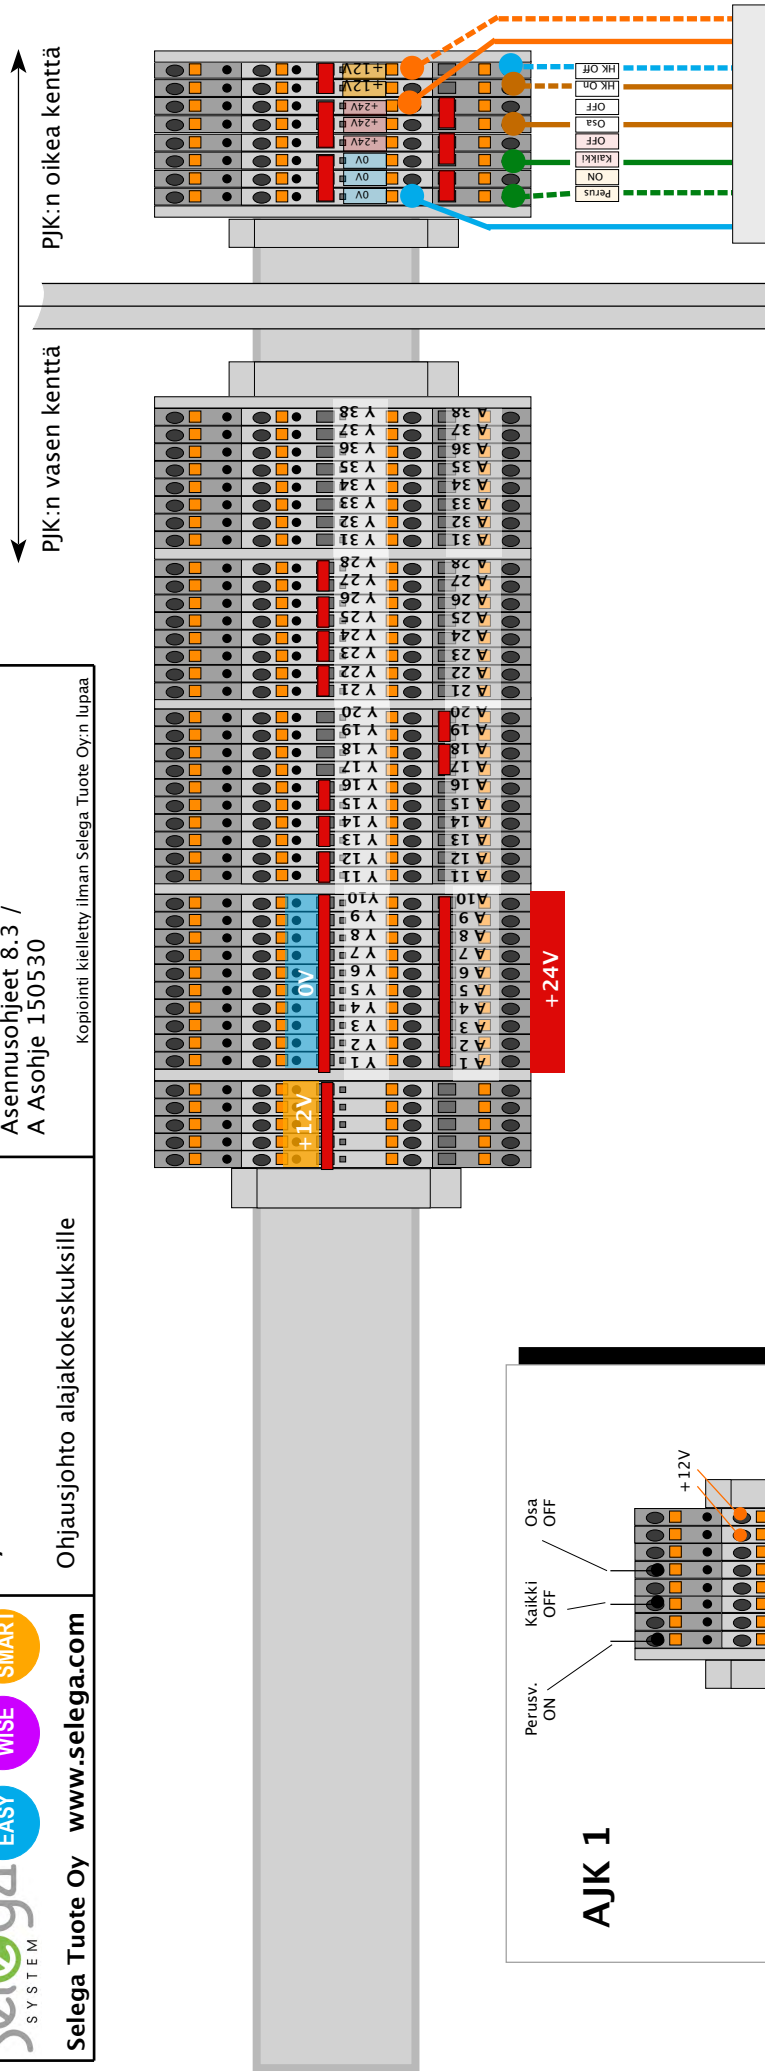 PJK:n oikea kenttä
PJK:n vasen kenttä
+12V
+12V
+24V
+24V
+24V
0V
0V
0V
HK Off
HK On
OFF
Osa
OFF
Kaikki
ON
Perus
Y 38
Y 37
Y 36
Y 35
Y 34
Y 33
Y 32
Y 31
Y 28
Y 27
Y 26
Y 25
Y 24
Y 23
Y 22
Y 21
Y 20
Y 19
Y 18
Y 17
Y 16
Y 15
Y 14
Y 13
Y 12
Y 11
Y10
Y 9
Y 8
Y 7
Y 6
Y 5
Y 4
Y 3
Y 2
Y 1
A 38
A 37
A 36
A 35
A 34
A 33
A 32
A 31
A 28
A 27
A 26
A 25
A 24
A 23
A 22
A 21
A 20
A 19
A 18
A 17
A 16
A 15
A 14
A 13
A 12
A 11
A10
A 9
A 8
A 7
A 6
A 5
A 4
A 3
A 2
A 1
0V
+24V
+12V
Asennusohjeet 8.3 /
A Asohje 150530
Kopiointi kielletty ilman Selega Tuote Oy:n lupaa
Ohjausjohto alajakokeskuksille
EASY
WISE
SMART
SYSTEM
Selega Tuote Oy www.selega.com
+12V
Osa
OFF
Kaikki
OFF
Perusv.
ON
AJK 1